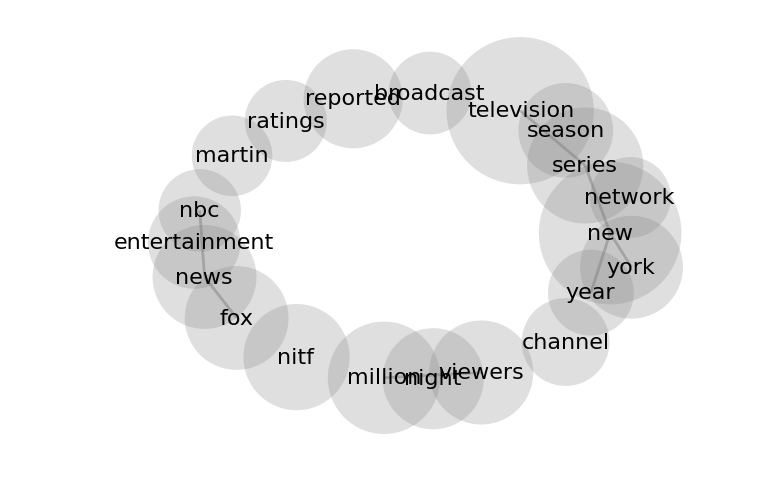 broadcast
reported
television
ratings
season
martin
series
network
nbc
new
entertainment
york
news
year
fox
channel
nitf
viewers
million
night